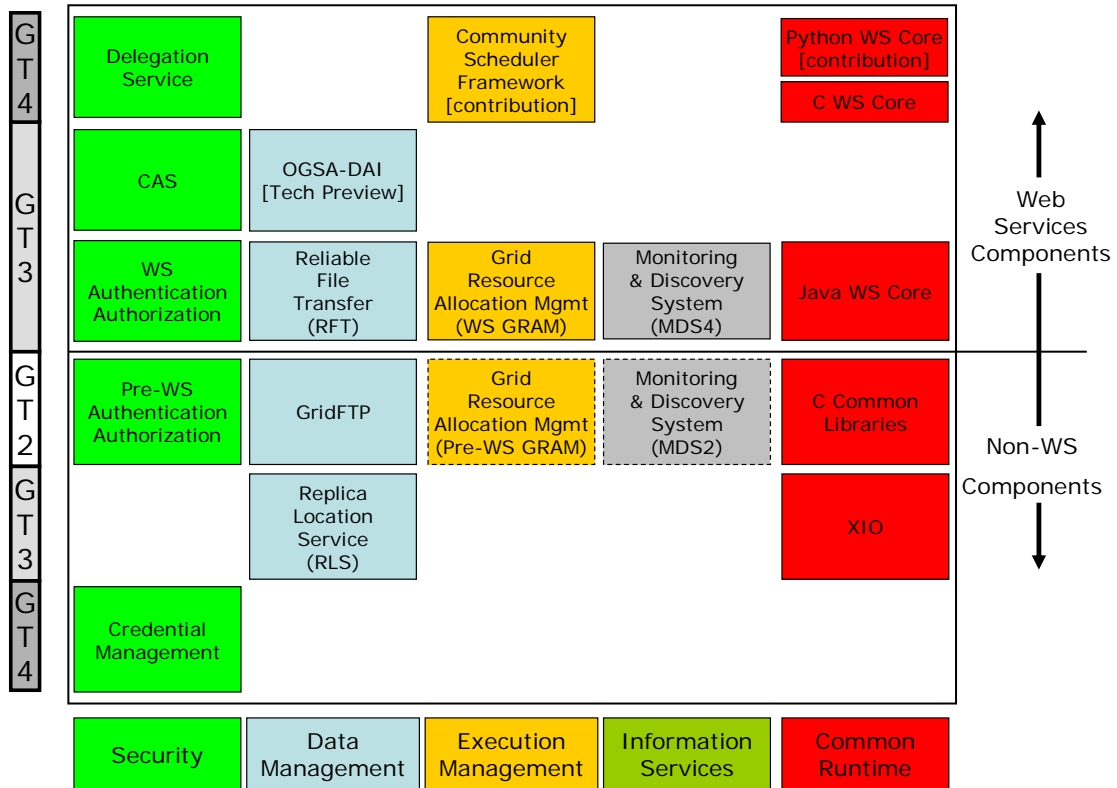 G
T
4
Delegation
Service
Community
Scheduler
Framework
[contribution]
Python WS Core
[contribution]
C WS Core
G
T
3
CAS
OGSA-DAI
[Tech Preview]
WS
Authentication
Authorization
Reliable
File
Transfer
(RFT)
Grid
Resource
Allocation Mgmt
(WS GRAM)
Monitoring
& Discovery
System
(MDS4)
Java WS Core
Web
Services
Components
G
T
2
Pre-WS
Authentication
Authorization
GridFTP
Grid
Resource
Allocation Mgmt
(Pre-WS GRAM)
Monitoring
& Discovery
System
(MDS2)
C Common
Libraries
Non-WS
Components
G
T
3
Replica
Location
Service
(RLS)
XIO
G
T
4
Credential
Management
Security
Data
Management
Execution
Management
Information
Services
Common
Runtime